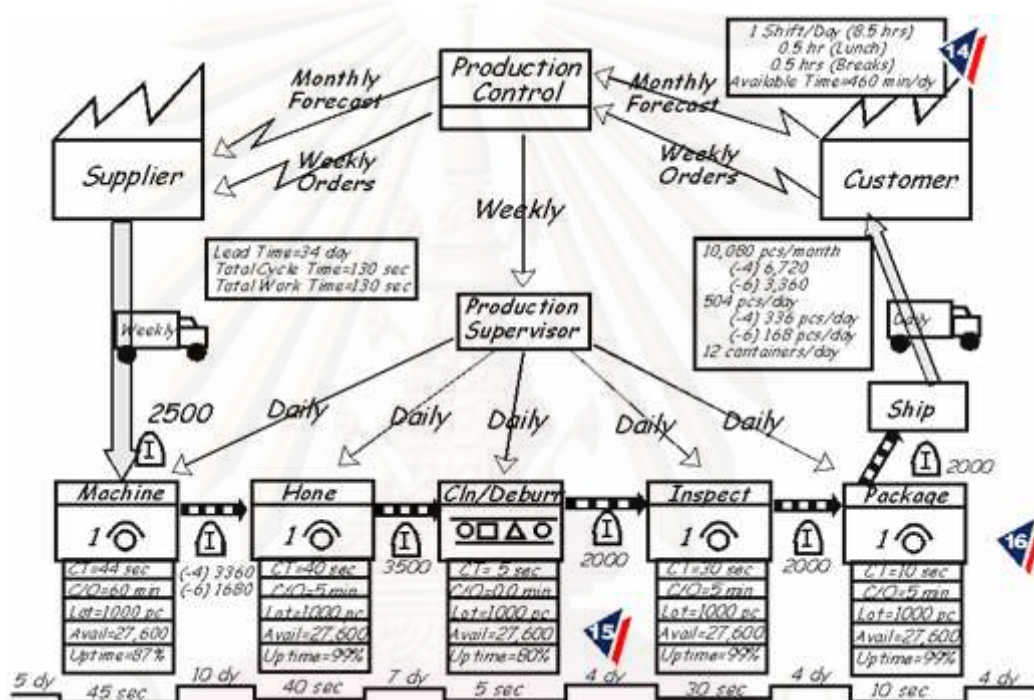 1 Shift/Day (8.5 hrs)
0.5 hr (Lunch)
0.5 hrs (Breaks)
Available Time=460 min/dy
14
Production
Control
Monthly
Forecast
Monthly
Forecast
Supplier
Weekly
Orders
Weekly
Orders
Customer
Weekly
Lead Time=34 day
Total Cycle Time=130 sec
Total Work Time=130 sec
10,080 pcs/month
(-4) 6,720
(-6) 3,360
504 pcs/day
(-4) 336 pcs/day
(-6) 168 pcs/day
12 containers/day
Production
Supervisor
Weekly
Daily
2500
I
Daily
Daily
Daily
Daily
Daily
Ship
I
2000
Machine
Hone
Cln/Deburr
Inspect
Package
1
I
1
I
I
1
I
1
16
3500
2000
2000
CT=44 sec
C/O=60 min
Lot=1000 pc
Avail=27,600
Uptime=87%
(-4) 3360
(-6) 1680
CT=40 sec
C/O=5 min
Lot=1000 pc
Avail=27,600
Uptime=99%
CT= 5 sec
C/O=0.0 min
Lot=1000 pc
Avail=27,600
Uptime=80%
15
CT=30 sec
C/O=5 min
Lot=1000 pc
Avail=27,600
Uptime=99%
CT=10 sec
C/O=5 min
Lot=1000 pc
Avail=27,600
Uptime=99%
5 dy
45 sec
10 dy
40 sec
7 dy
5 sec
4 dy
30 sec
4 dy
10 sec
4 dy